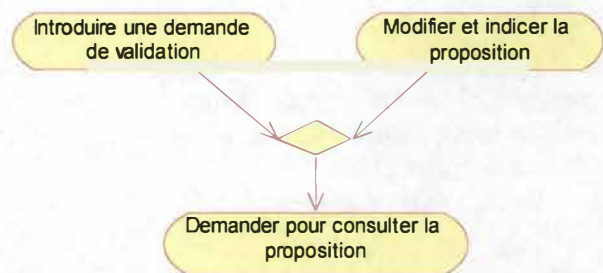 Introduire une demande
de validation
Modifier et indicer la
proposition
Demander pour consulter la
proposition